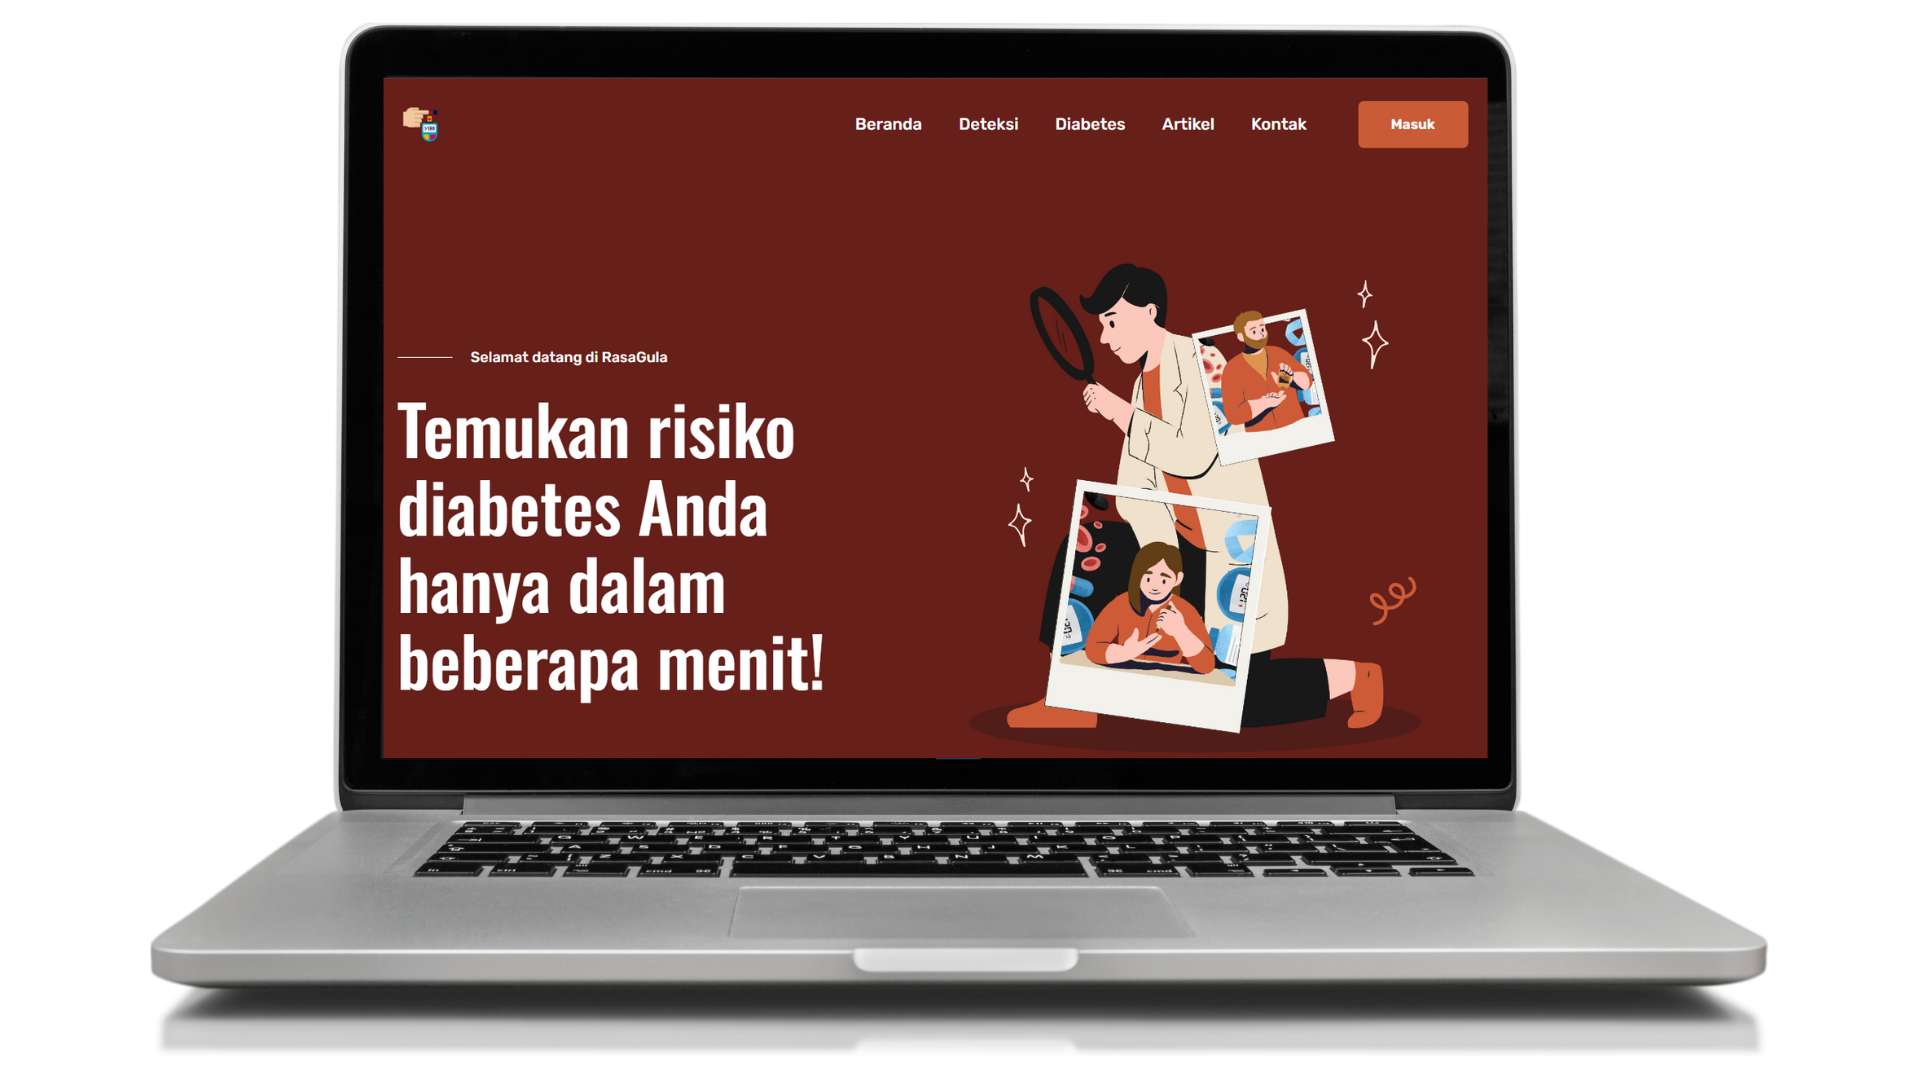 Beranda Deteksi Diabetes Artikel Kontak Masuk
Selamat datang di RasaGula
Temukan risiko
diabetes Anda
hanya dalam
beberapa menit!